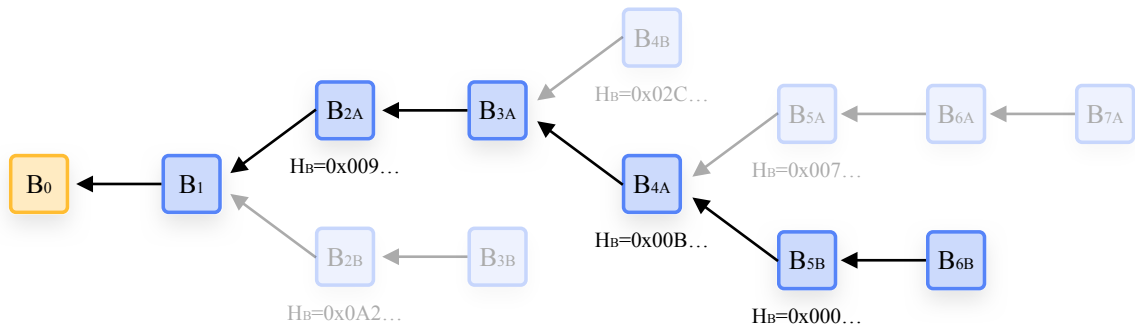 B4B
HB=0x02C…
B2A
B3A
B5A
B6A
B7A
HB=0x009…
HB=0x007…
B0
B1
B4A
HB=0x00B…
B2B
B3B
B5B
B6B
HB=0x0A2…
HB=0x000…